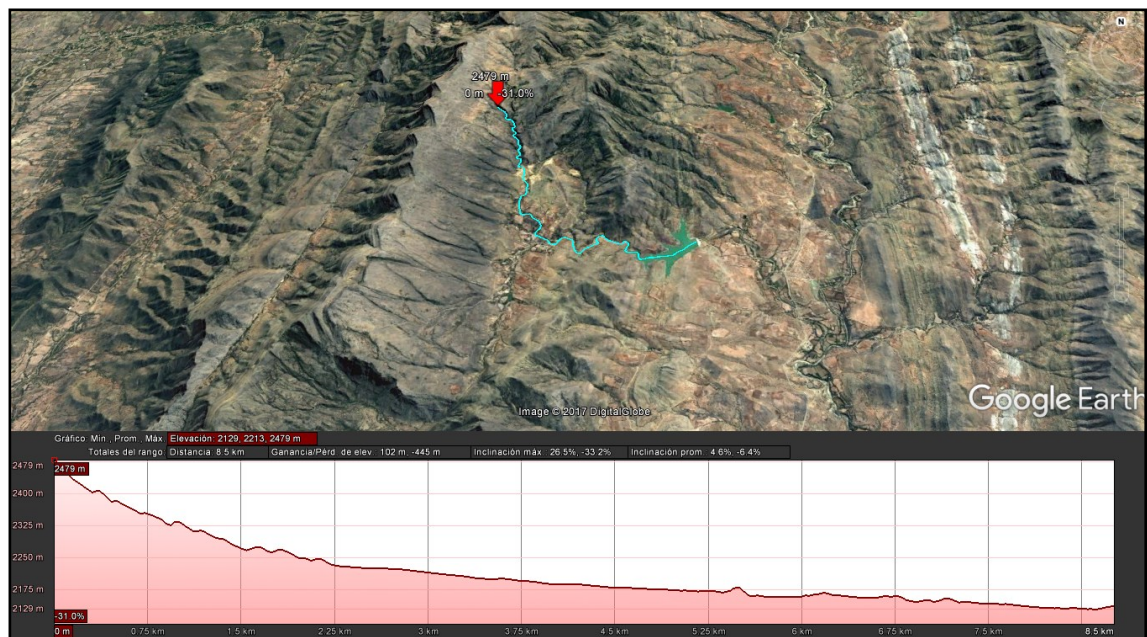 N
2479 m
0 m -31.0%
Image © 2017 DigitalGlobe
Google Earth
Gráfico: Mín., Prom., Máx. Elevación: 2129, 2213, 2479 m
Totales del rango: Distancia: 8.5 km Ganancia/Pérd. de elev.: 102 m, -445 m Inclinación máx.: 26.5%, -33.2% Inclinación prom.: 4.6%, -6.4%
2479 m
2479 m
2400 m
2325 m
2250 m
2175 m
2129 m
-31.0%
0 m 0.75 km 1.5 km 2.25 km 3 km 3.75 km 4.5 km 5.25 km 6 km 6.75 km 7.5 km 8.5 km